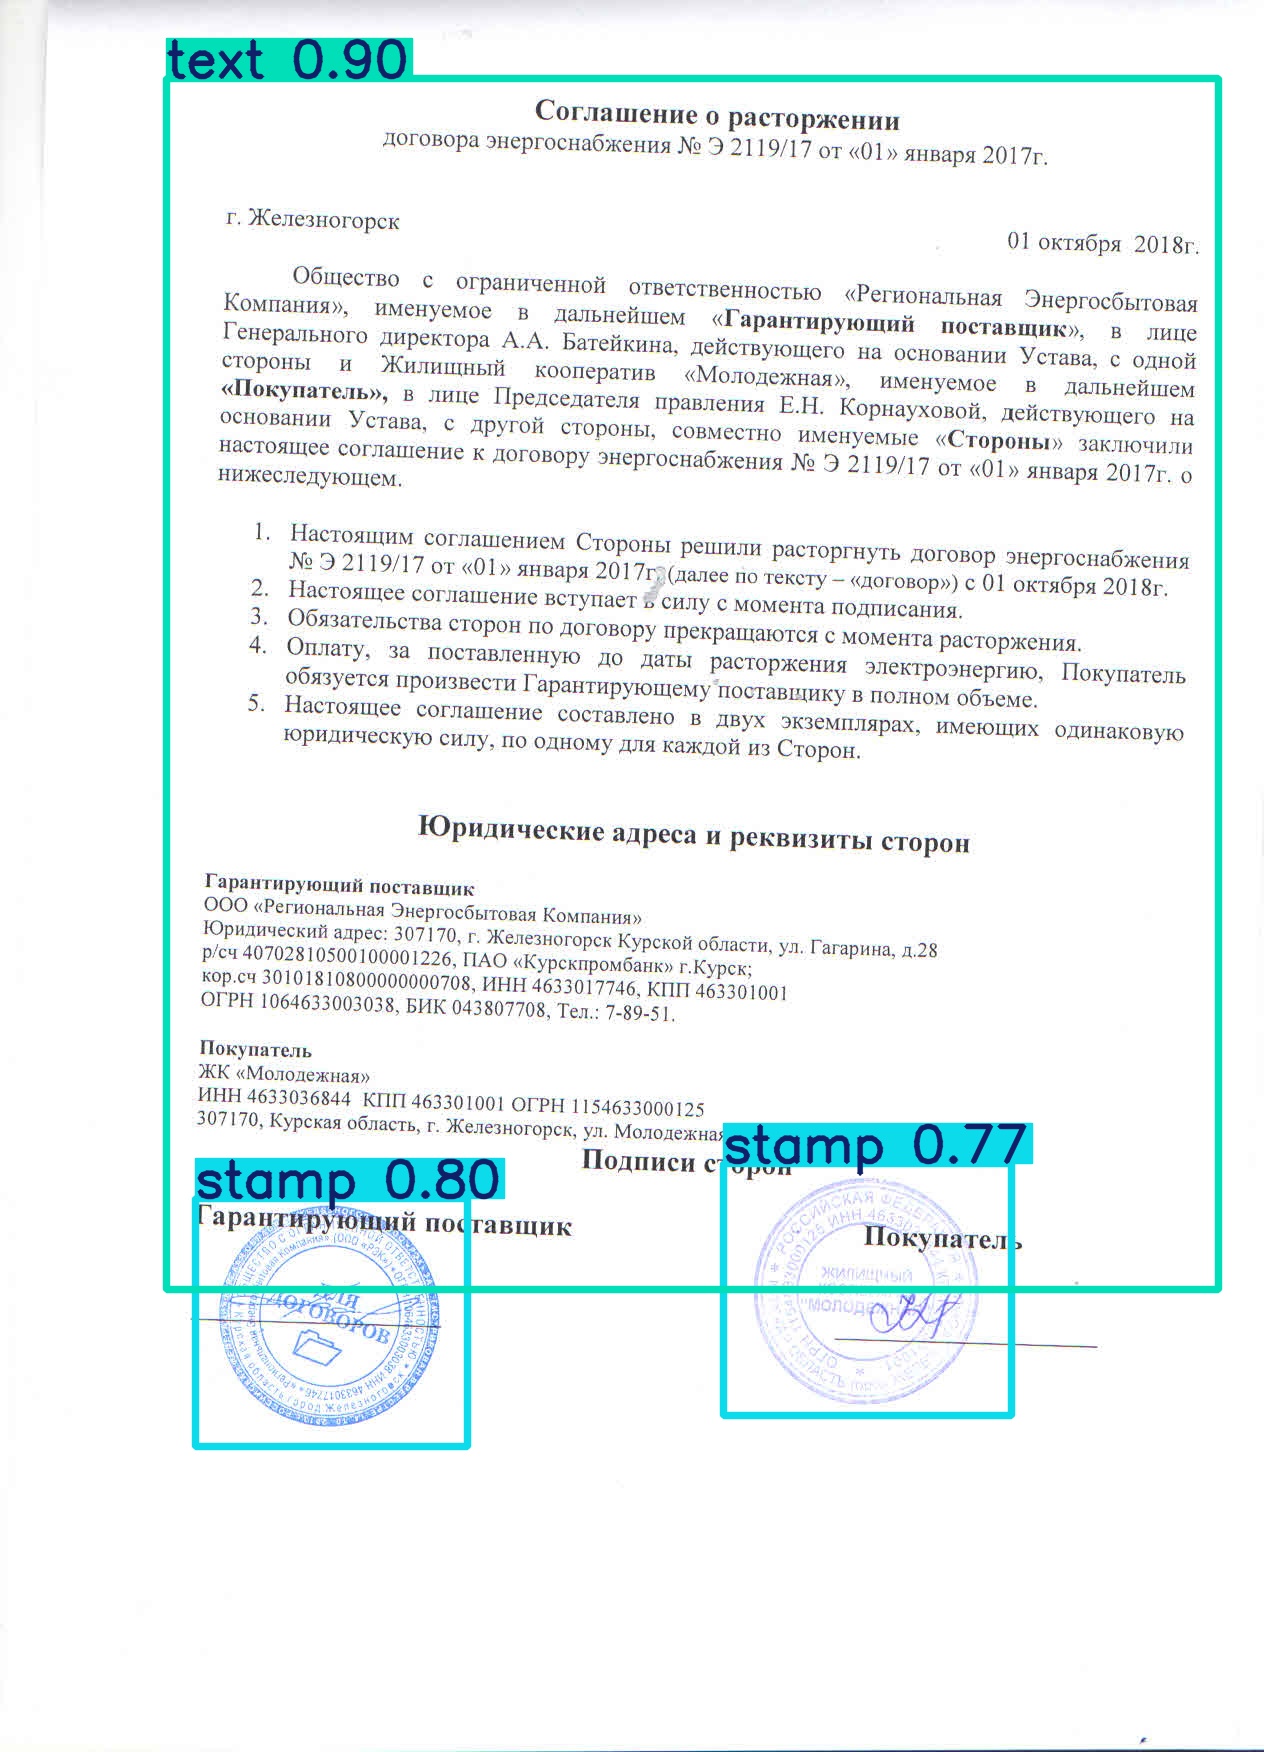 text 0.90
Соглашение о расторжении
договора энергоснабжения № Э 2119/17 от «01» января 2017г.
г. Железногорск
01 октября 2018г.
Общество с ограниченной ответственностью «Региональная Энергосбытовая
Компания», именуемое в дальнейшем «Гарантирующий поставщик», в лице
Генерального директора А.А. Батейкина, действующего на основании Устава, с одной
стороны и Жилищный кооператив «Молодежная», именуемое в дальнейшем
«Покупатель», в лице Председателя правления Е.Н. Корнауховой, действующего на
основании Устава, с другой стороны, совместно именуемые «Стороны» заключили
настоящее соглашение к договору энергоснабжения № Э 2119/17 от «01» января 2017г. о
нижеследующем.
1. Настоящим соглашением Стороны решили расторгнуть договор энергоснабжения
№ Э 2119/17 от «01» января 2017г. (далее по тексту – «договор») с 01 октября 2018г.
2. Настоящее соглашение вступает в силу с момента подписания.
3. Обязательства сторон по договору прекращаются с момента расторжения.
4. Оплату, за поставленную до даты расторжения электроэнергию, Покупатель
обязуется произвести Гарантирующему поставщику в полном объеме.
5. Настоящее соглашение составлено в двух экземплярах, имеющих одинаковую
юридическую силу, по одному для каждой из Сторон.
Юридические адреса и реквизиты сторон
Гарантирующий поставщик
ООО «Региональная Энергосбытовая Компания»
Юридический адрес: 307170, г. Железногорск Курской области, ул. Гагарина, д.28
р/сч 40702810500100001226, ПАО «Курскпромбанк» г.Курск;
кор.сч 30101810800000000708, ИНН 4633017746, КПП 463301001
ОГРН 1064633003038, БИК 043807708, Тел.: 7-89-51.
Покупатель
ЖК «Молодежная»
ИНН 4633036844 КПП 463301001 ОГРН 1154633000125
307170, Курская область, г. Железногорск, ул. Молодежная
Подписи сторон
stamp 0.80
stamp 0.77
Гарантирующий поставщик
Покупатель
ДЛЯ
ДОГОВОРОВ
ЖИЛИЩНЫЙ
"МОЛОДЕЖНАЯ"